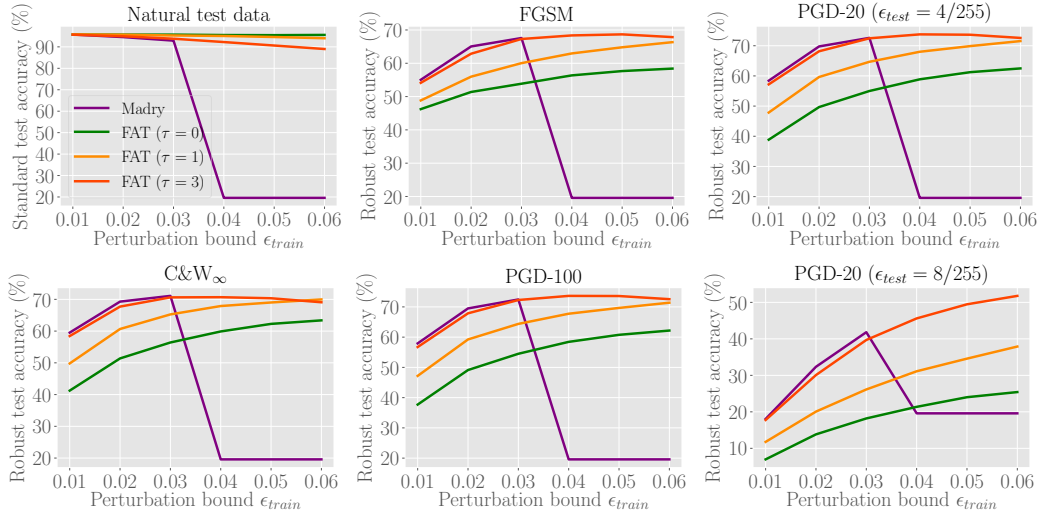 Natural test data
Standard test accuracy (%)
90
80
70
60
50
40
30
20
Madry
FAT (τ = 0)
FAT (τ = 1)
FAT (τ = 3)
0.01 0.02 0.03 0.04 0.05 0.06
Perturbation bound ϵtrain
FGSM
Robust test accuracy (%)
70
60
50
40
30
20
0.01 0.02 0.03 0.04 0.05 0.06
Perturbation bound ϵtrain
PGD-20 (ϵtest = 4/255)
Robust test accuracy (%)
70
60
50
40
30
20
0.01 0.02 0.03 0.04 0.05 0.06
Perturbation bound ϵtrain
C&W∞
Robust test accuracy (%)
70
60
50
40
30
20
0.01 0.02 0.03 0.04 0.05 0.06
Perturbation bound ϵtrain
PGD-100
Robust test accuracy (%)
70
60
50
40
30
20
0.01 0.02 0.03 0.04 0.05 0.06
Perturbation bound ϵtrain
PGD-20 (ϵtest = 8/255)
Robust test accuracy (%)
50
40
30
20
10
0.01 0.02 0.03 0.04 0.05 0.06
Perturbation bound ϵtrain